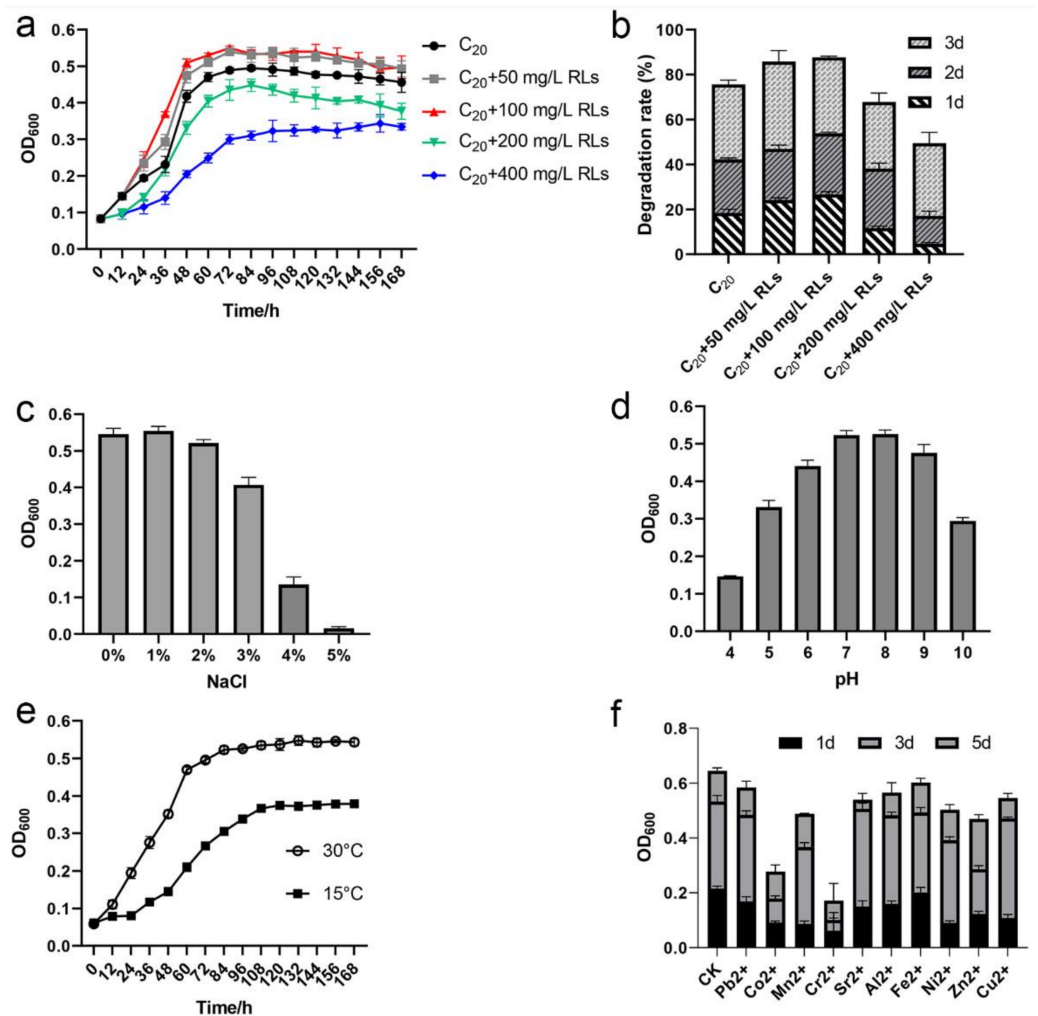 a
0.6
0.5
0.4
0.3
0.2
0.1
0.0
OD600
0
12
24
36
48
60
72
84
96
108
120
132
144
156
168
Time/h
C20
C20+50 mg/L RLs
C20+100 mg/L RLs
C20+200 mg/L RLs
C20+400 mg/L RLs
b
100
80
60
40
20
0
Degradation rate (%)
3d
2d
1d
C20
C20+50 mg/L RLs
C20+100 mg/L RLs
C20+200 mg/L RLs
C20+400 mg/L RLs
c
0.6
0.5
0.4
0.3
0.2
0.1
0.0
OD600
0%
1%
2%
3%
4%
5%
NaCl
d
0.6
0.5
0.4
0.3
0.2
0.1
0.0
OD600
4
5
6
7
8
9
10
pH
e
0.6
0.5
0.4
0.3
0.2
0.1
0.0
OD600
30°C
15°C
0
12
24
36
48
60
72
84
96
108
120
132
144
156
168
Time/h
f
0.8
0.6
0.4
0.2
0.0
OD600
1d
3d
5d
CK
Pb2+
Co2+
Mn2+
Cr2+
Sr2+
Al2+
Fe2+
Ni2+
Zn2+
Cu2+